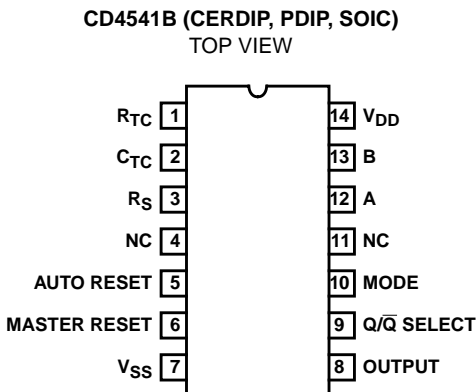 CD4541B (CERDIP, PDIP, SOIC)
TOP VIEW
RTC 1
CTC 2
RS 3
NC 4
AUTO RESET 5
MASTER RESET 6
VSS 7
14 VDD
13 B
12 A
11 NC
10 MODE
9 Q/Q̅ SELECT
8 OUTPUT